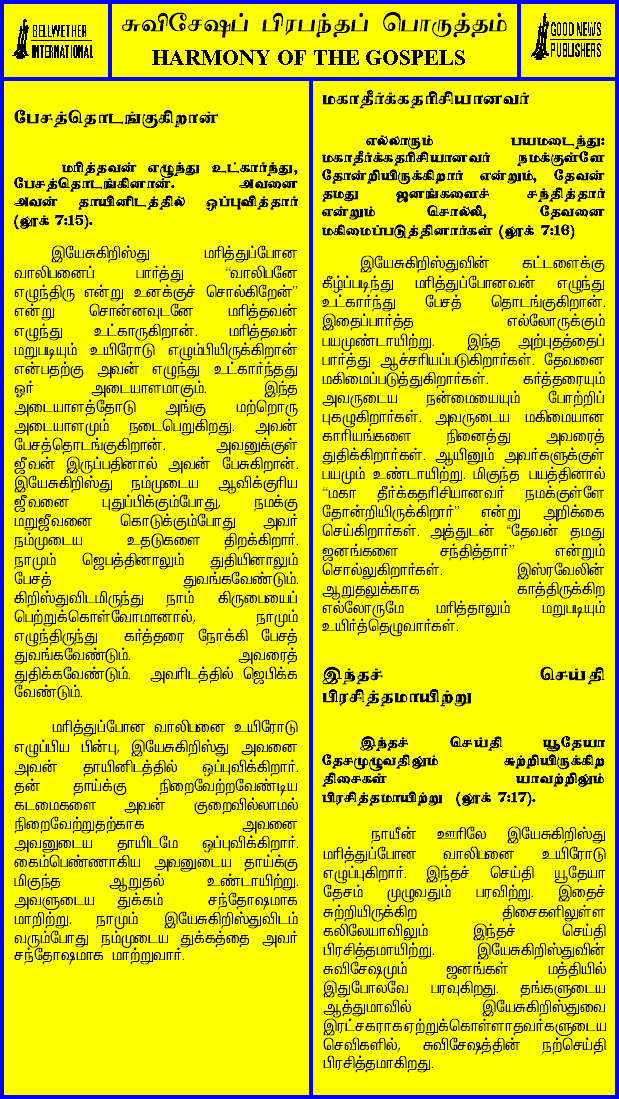 BELLWETHER
INTERNATIONAL
சுவிசேஷப் பிரபந்தப் பொருத்தம்
HARMONY OF THE GOSPELS
GOOD NEWS
PUBLISHERS
பேசத்தொடங்குகிறான்
மரித்தவன் எழுந்து உட்கார்ந்து,
பேசத்தொடங்கினான். அவனை
அவன் தாயினிடத்தில் ஒப்புவித்தார்
(லூக் 7:15).
இயேசுகிறிஸ்து மரித்துப்போன
வாலிபனைப் பார்த்து “வாலிபனே
எழுந்திரு என்று உனக்குச் சொல்கிறேன்”
என்று சொன்னவுடனே மரித்தவன்
எழுந்து உட்காருகிறான். மரித்தவன்
மறுபடியும் உயிரோடு எழும்பியிருக்கிறான்
என்பதற்கு அவன் எழுந்து உட்கார்ந்தது
ஓர் அடையாளமாகும். இந்த
அடையாளத்தோடு அங்கு மற்றொரு
அடையாளமும் நடைபெறுகிறது. அவன்
பேசத்தொடங்குகிறான். அவனுக்குள்
ஜீவன் இருப்பதினால் அவன் பேசுகிறான்.
இயேசுகிறிஸ்து நம்முடைய ஆவிக்குரிய
ஜீவனை புதுப்பிக்கும்போது, நமக்கு
மறுஜீவனை கொடுக்கும்போது அவர்
நம்முடைய உதடுகளை திறக்கிறார்.
நாமும் ஜெபத்தினாலும் துதியினாலும்
பேசத் துவங்கவேண்டும்.
கிறிஸ்துவிடமிருந்து நாம் கிருபையைப்
பெற்றுக்கொள்வோமானால், நாமும்
எழுந்திருந்து கர்த்தரை நோக்கி பேசத்
துவங்கவேண்டும். அவரைத்
துதிக்கவேண்டும். அவரிடத்தில் ஜெபிக்க
வேண்டும்.
மரித்துப்போன வாலிபனை உயிரோடு
எழுப்பிய பின்பு, இயேசுகிறிஸ்து அவனை
அவன் தாயினிடத்தில் ஒப்புவிக்கிறார்.
தன் தாய்க்கு நிறைவேற்றவேண்டிய
கடமைகளை அவன் குறைவில்லாமல்
நிறைவேற்றுதற்காக அவனை
அவனுடைய தாயிடமே ஒப்புவிக்கிறார்.
கைம்பெண்ணாகிய அவனுடைய தாய்க்கு
மிகுந்த ஆறுதல் உண்டாயிற்று.
அவளுடைய துக்கம் சந்தோஷமாக
மாறிற்று. நாமும் இயேசுகிறிஸ்துவிடம்
வரும்போது நம்முடைய துக்கத்தை அவர்
சந்தோஷமாக மாற்றுவார்.
மகாதீர்க்கதரிசியானவர்
எல்லாரும் பயமடைந்து:
மகாதீர்க்கதரிசியானவர் நமக்குள்ளே
தோன்றியிருக்கிறார் என்றும், தேவன்
தமது ஜனங்களைச் சந்தித்தார்
என்றும் சொல்லி, தேவனை
மகிமைப்படுத்தினார்கள் (லூக் 7:16)
இயேசுகிறிஸ்துவின் கட்டளைக்கு
கீழ்ப்படிந்து மரித்துப்போனவன் எழுந்து
உட்கார்ந்து பேசத் தொடங்குகிறான்.
இதைப்பார்த்த எல்லோருக்கும்
பயமுண்டாயிற்று. இந்த அற்புதத்தைப்
பார்த்து ஆச்சரியப்படுகிறார்கள். தேவனை
மகிமைப்படுத்துகிறார்கள். கர்த்தரையும்
அவருடைய நன்மையையும் போற்றிப்
புகழுகிறார்கள். அவருடைய மகிமையான
காரியங்களை நினைத்து அவரைத்
துதிக்கிறார்கள். ஆயினும் அவர்களுக்குள்
பயமும் உண்டாயிற்று. மிகுந்த பயத்தினால்
“மகா தீர்க்கதரிசியானவர் நமக்குள்ளே
தோன்றியிருக்கிறார்” என்று அறிக்கை
செய்கிறார்கள். அத்துடன் “தேவன் தமது
ஜனங்களை சந்தித்தார்” என்றும்
சொல்லுகிறார்கள். இஸ்ரவேலின்
ஆறுதலுக்காக காத்திருக்கிற
எல்லோருமே மரித்தாலும் மறுபடியும்
உயிர்த்தெழுவார்கள்.
இந்தச் செய்தி
பிரசித்தமாயிற்று
இந்தச் செய்தி யூதேயா
தேசமுழுவதிலும் சுற்றியிருக்கிற
திசைகள் யாவற்றிலும்
பிரசித்தமாயிற்று (லூக் 7:17).
நாயீன் ஊரிலே இயேசுகிறிஸ்து
மரித்துப்போன வாலிபனை உயிரோடு
எழுப்புகிறார். இந்தச் செய்தி யூதேயா
தேசம் முழுவதும் பரவிற்று. இதைச்
சுற்றியிருக்கிற திசைகளிலுள்ள
கலிலேயாவிலும் இந்தச் செய்தி
பிரசித்தமாயிற்று. இயேசுகிறிஸ்துவின்
சுவிசேஷமும் ஜனங்கள் மத்தியில்
இதுபோலவே பரவுகிறது. தங்களுடைய
ஆத்துமாவில் இயேசுகிறிஸ்துவை
இரட்சகராகஏற்றுக்கொள்ளாதவர்களுடைய
செவிகளில், சுவிசேஷத்தின் நற்செய்தி
பிரசித்தமாகிறது.